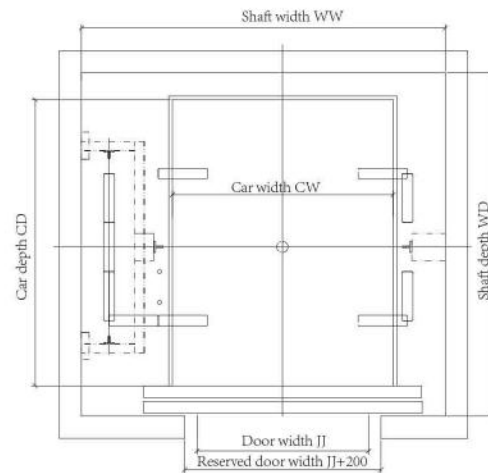 Shaft width WW
Car width CW
Car depth CD
Shaft depth WD
Door width JJ
Reserved door width JJ+200